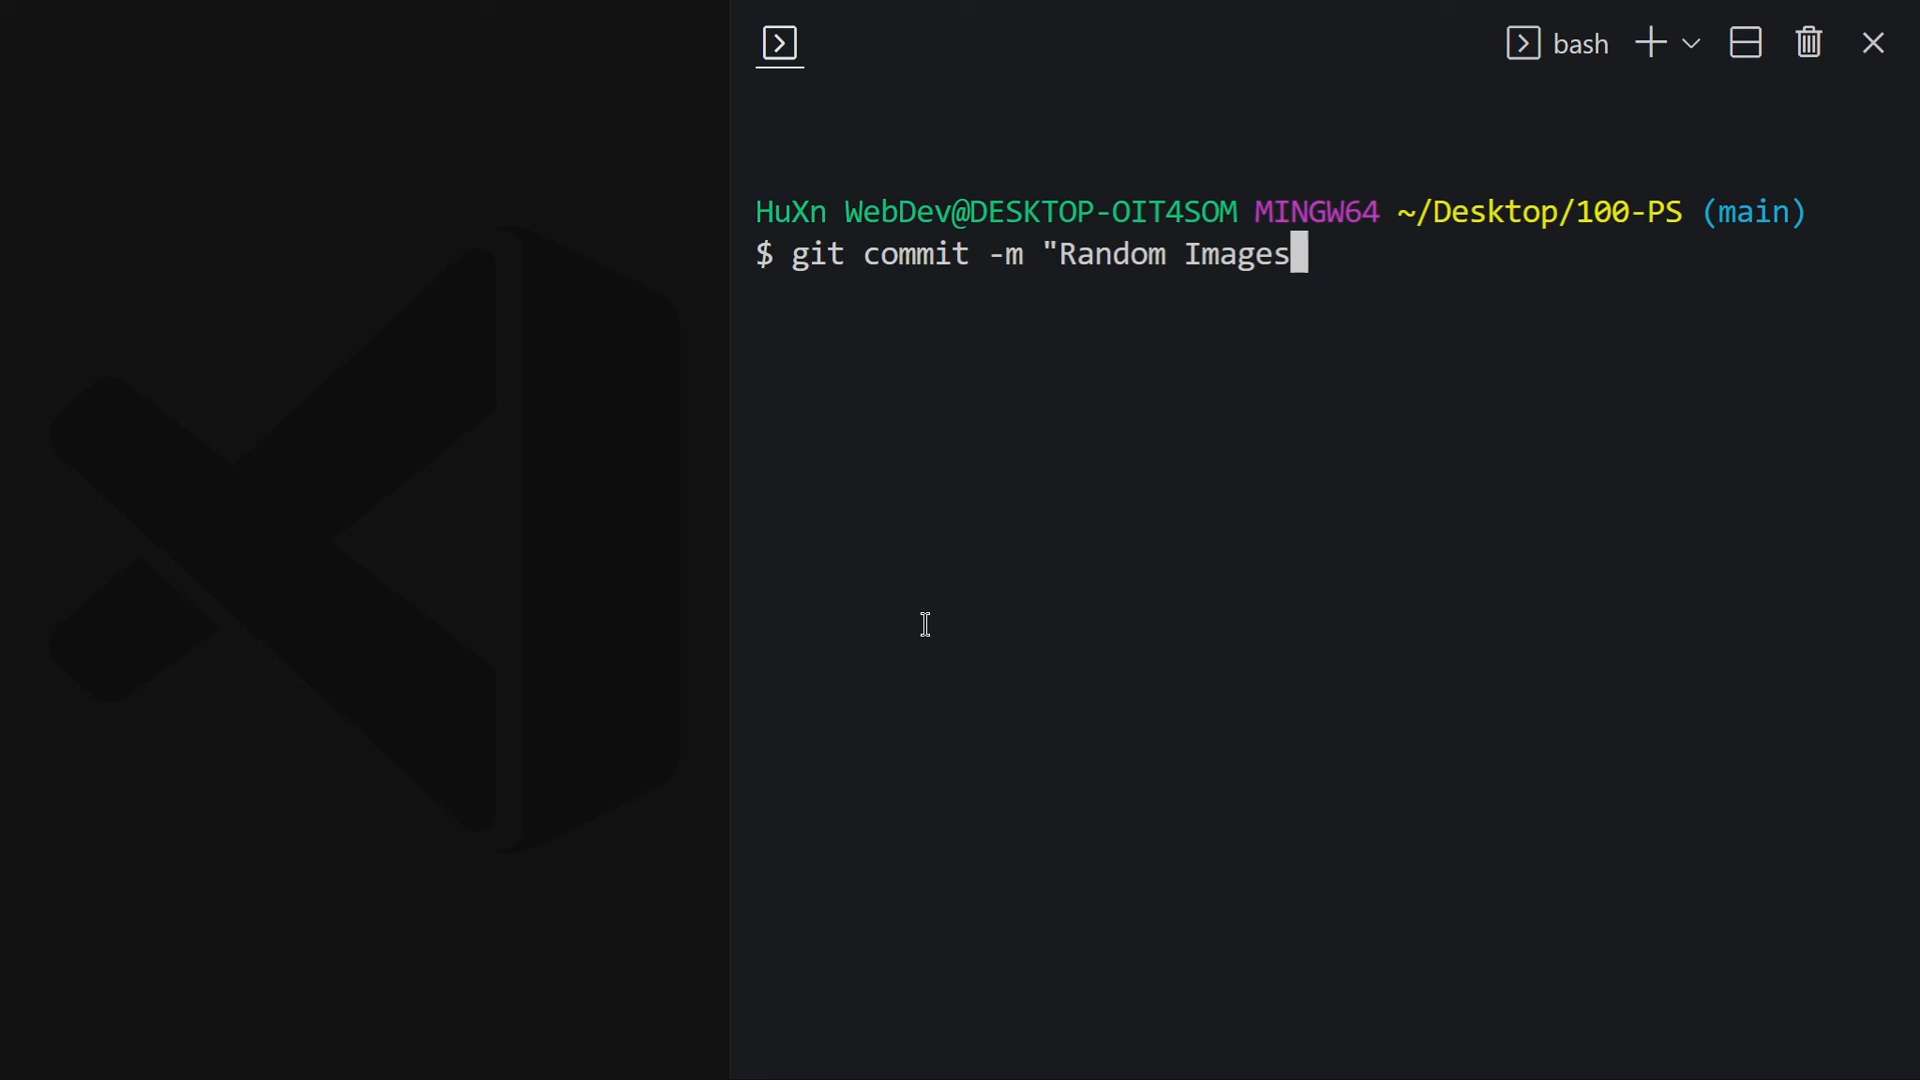 bash
HuXn WebDev@DESKTOP-OIT4SOM MINGW64 ~/Desktop/100-PS (main)
$ git commit -m "Random Images